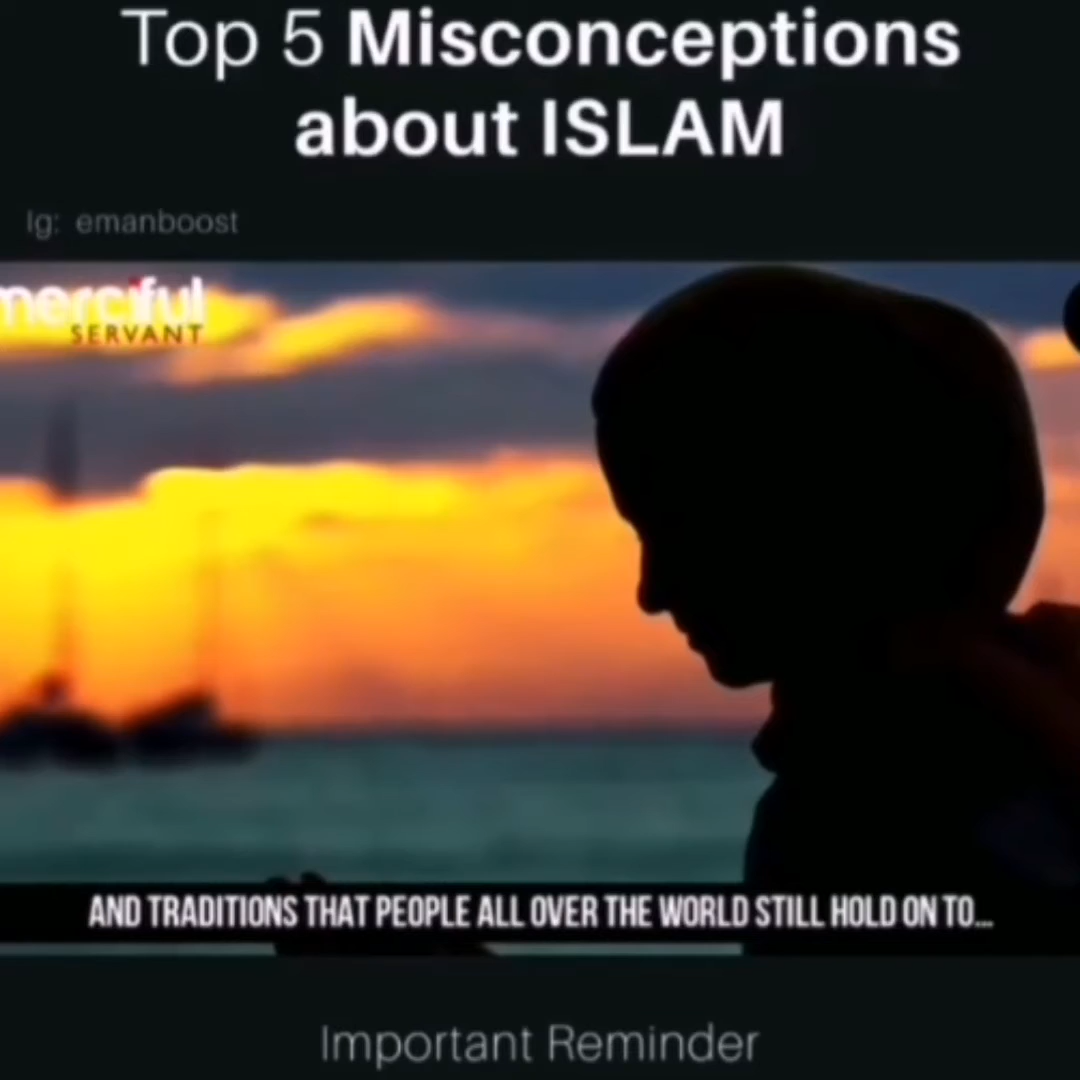 Top 5 Misconceptions
about ISLAM
Ig: emanboost
merciful
SERVANT
AND TRADITIONS THAT PEOPLE ALL OVER THE WORLD STILL HOLD ON TO...
Important Reminder